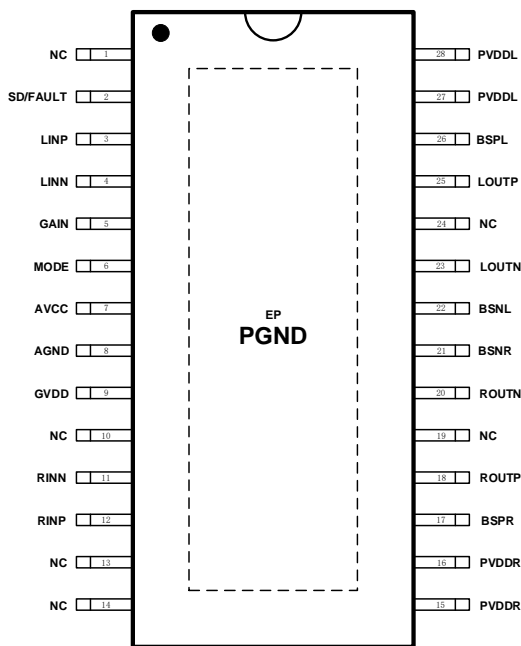 NC 1 28 PVDDL
SD/FAULT 2 27 PVDDL
LINP 3 26 BSPL
LINN 4 25 LOUTP
GAIN 5 24 NC
MODE 6 23 LOUTN
AVCC 7 22 BSNL
EP
PGND
AGND 8 21 BSNR
GVDD 9 20 ROUTN
NC 10 19 NC
RINN 11 18 ROUTP
RINP 12 17 BSPR
NC 13 16 PVDDR
NC 14 15 PVDDR